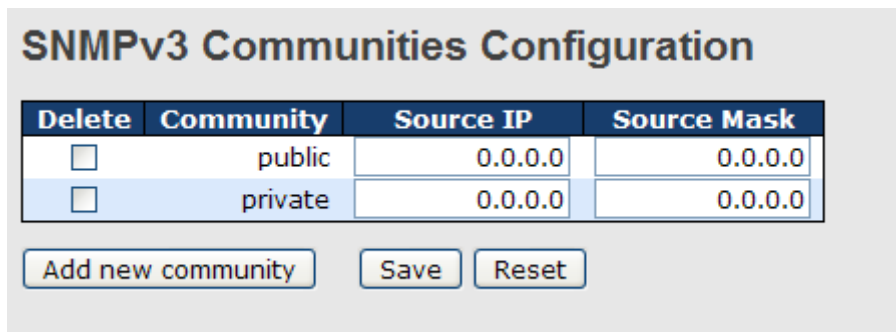 SNMPv3 Communities Configuration
Delete Community Source IP Source Mask
public 0.0.0.0 0.0.0.0
private 0.0.0.0 0.0.0.0
Add new community Save Reset